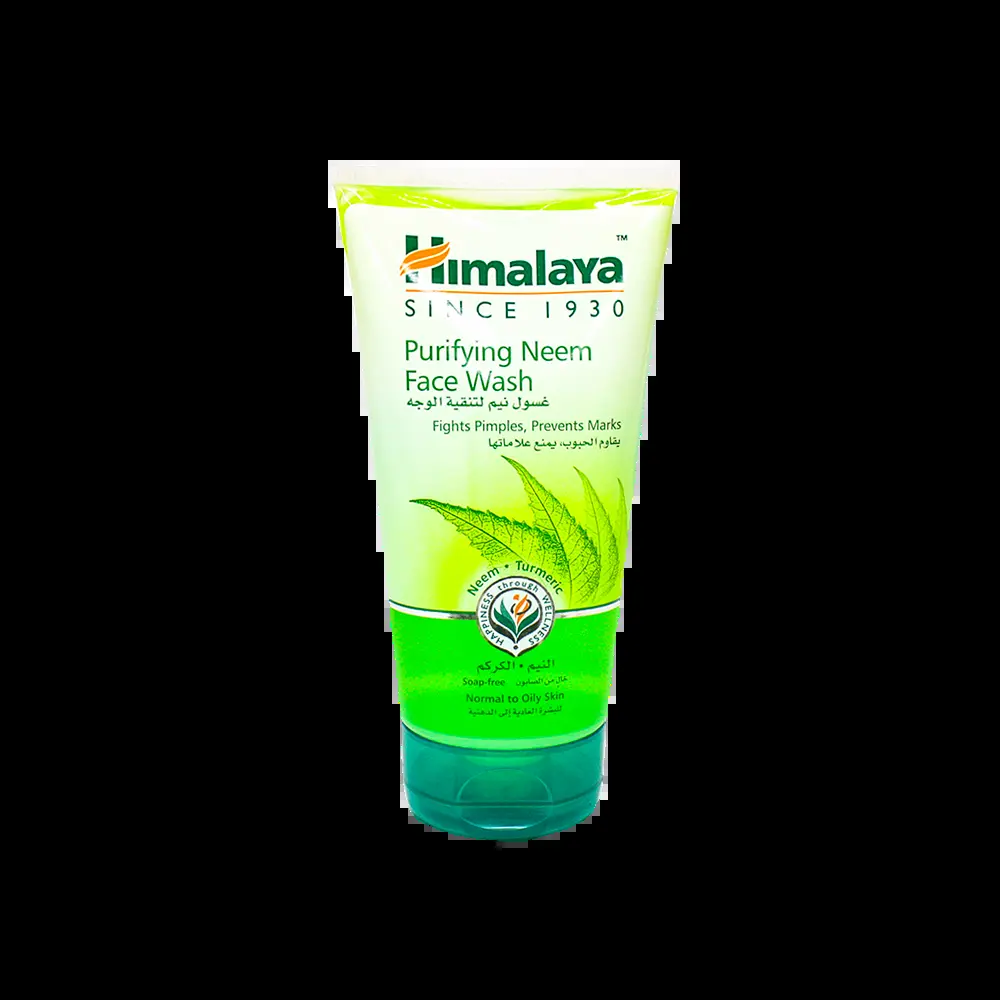 Himalaya™
SINCE 1930
Purifying Neem
Face Wash
غسول نيم لتنقية الوجه
Fights Pimples, Prevents Marks
يقاوم الحبوب، يمنع علاماتها
Neem • Turmeric
HAPPINESS through WELLNESS
النيم • الكركم
Soap-free خالٍ من الصابون
Normal to Oily Skin
للبشرة العادية إلى الدهنية